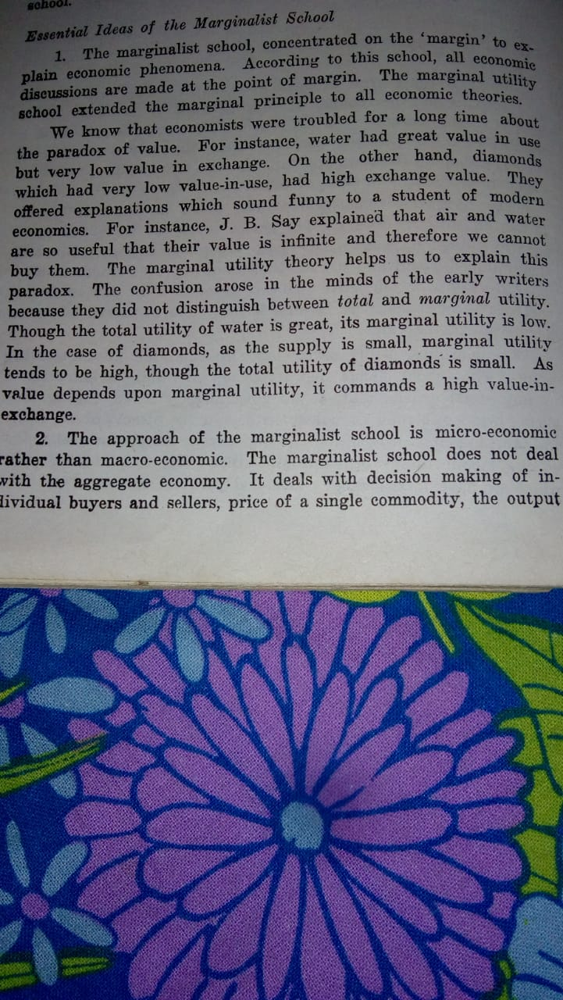 school.
Essential Ideas of the Marginalist School
1. The marginalist school, concentrated on the ‘margin’ to ex-
plain economic phenomena. According to this school, all economic
discussions are made at the point of margin. The marginal utility
school extended the marginal principle to all economic theories.
We know that economists were troubled for a long time about
the paradox of value. For instance, water had great value in use
but very low value in exchange. On the other hand, diamonds
which had very low value-in-use, had high exchange value. They
offered explanations which sound funny to a student of modern
economics. For instance, J. B. Say explained that air and water
are so useful that their value is infinite and therefore we cannot
buy them. The marginal utility theory helps us to explain this
paradox. The confusion arose in the minds of the early writers
because they did not distinguish between total and marginal utility.
Though the total utility of water is great, its marginal utility is low.
In the case of diamonds, as the supply is small, marginal utility
tends to be high, though the total utility of diamonds is small. As
value depends upon marginal utility, it commands a high value-in-
exchange.
2. The approach of the marginalist school is micro-economic
rather than macro-economic. The marginalist school does not deal
with the aggregate economy. It deals with decision making of in-
dividual buyers and sellers, price of a single commodity, the output